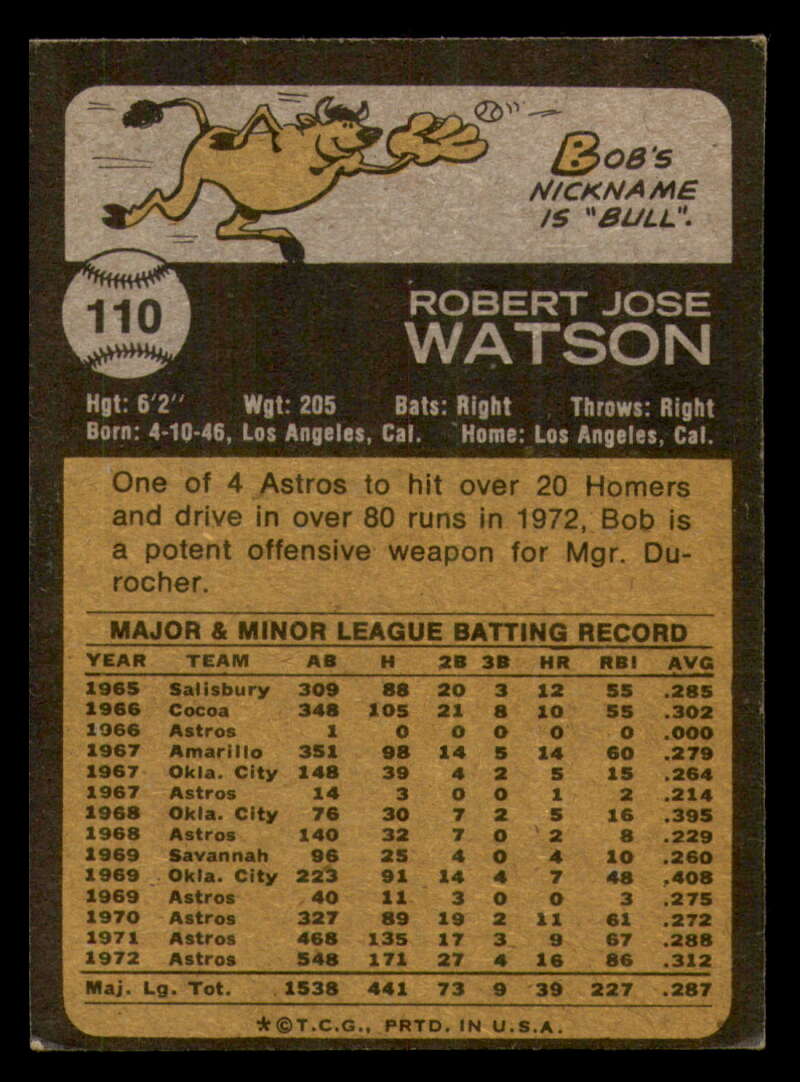 BOB'S
NICKNAME
IS "BULL".
110
ROBERT JOSE
WATSON
Hgt: 6'2" Wgt: 205 Bats: Right Throws: Right
Born: 4-10-46, Los Angeles, Cal. Home: Los Angeles, Cal.
One of 4 Astros to hit over 20 Homers
and drive in over 80 runs in 1972, Bob is
a potent offensive weapon for Mgr. Du-
rocher.
MAJOR & MINOR LEAGUE BATTING RECORD
YEAR TEAM AB H 2B 3B HR RBI AVG
1965 Salisbury 309 88 20 3 12 55 .285
1966 Cocoa 348 105 21 8 10 55 .302
1966 Astros 1 0 0 0 0 0 .000
1967 Amarillo 351 98 14 5 14 60 .279
1967 Okla. City 148 39 4 2 5 15 .264
1967 Astros 14 3 0 0 1 2 .214
1968 Okla. City 76 30 7 2 5 16 .395
1968 Astros 140 32 7 0 2 8 .229
1969 Savannah 96 25 4 0 4 10 .260
1969 Okla. City 223 91 14 4 7 48 .408
1969 Astros 40 11 3 0 0 3 .275
1970 Astros 327 89 19 2 11 61 .272
1971 Astros 468 135 17 3 9 67 .288
1972 Astros 548 171 27 4 16 86 .312
Maj. Lg. Tot. 1538 441 73 9 39 227 .287
*©T.C.G., PRTD. IN U.S.A.